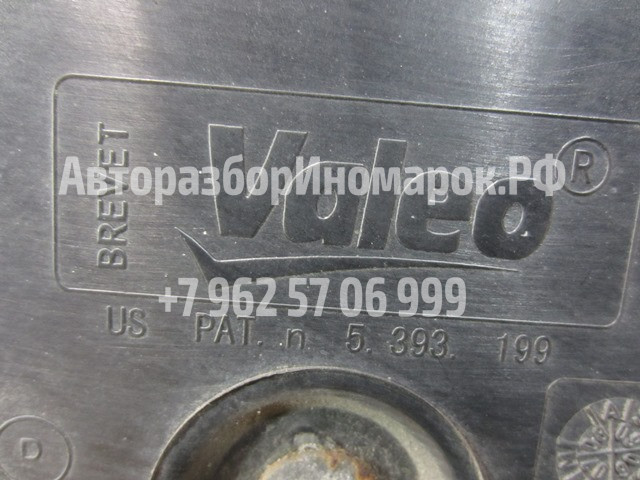 BREVET
Valeo ®
АвторазборИномарок.РФ
+7 962 57 06 999
US PAT. n. 5. 393. 199
D